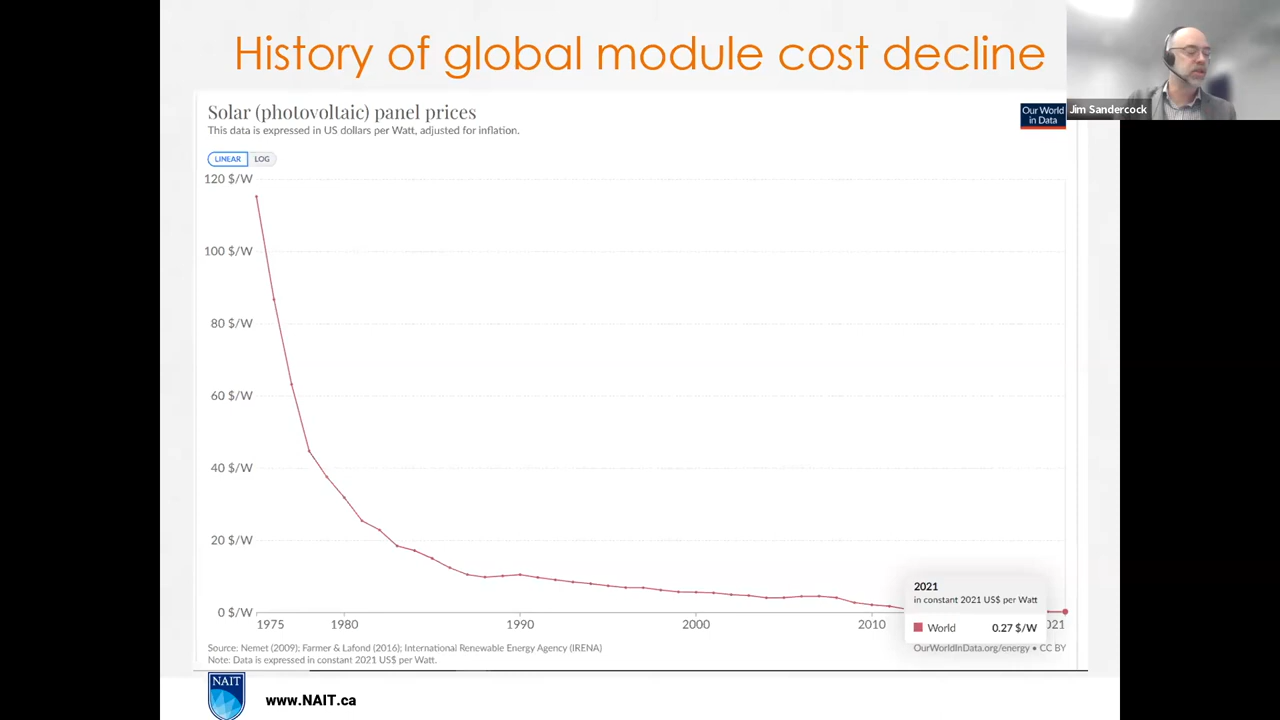 History of global module cost decline
Jim Sandercock
Solar (photovoltaic) panel prices
This data is expressed in US dollars per Watt, adjusted for inflation.
Our World
in Data
LINEAR LOG
120 $/W
100 $/W
80 $/W
60 $/W
40 $/W
20 $/W
0 $/W
1975 1980 1990 2000 2010 021
2021
in constant 2021 US$ per Watt
World 0.27 $/W
Source: Nemet (2009); Farmer & Lafond (2016); International Renewable Energy Agency (IRENA)
OurWorldInData.org/energy • CC BY
Note: Data is expressed in constant 2021 US$ per Watt.
NAIT
www.NAIT.ca